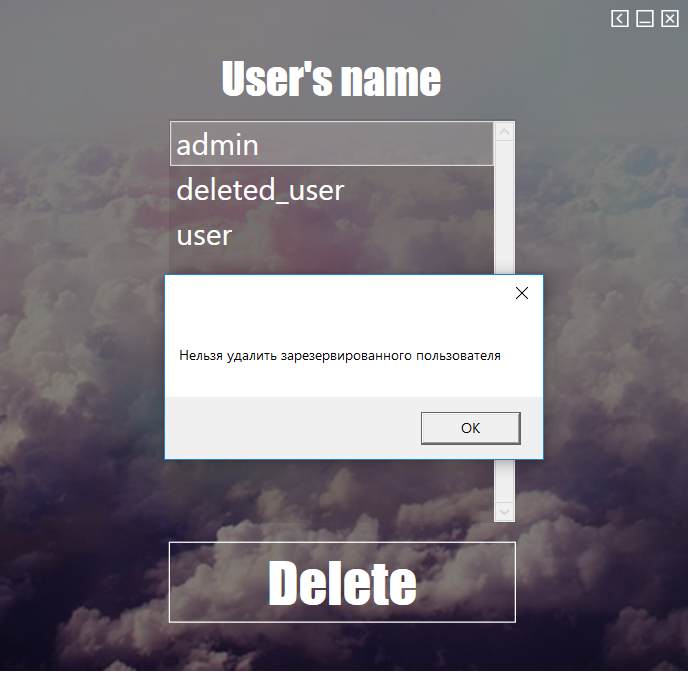 User's name
admin
deleted_user
user
Нельзя удалить зарезервированного пользователя
OK
Delete